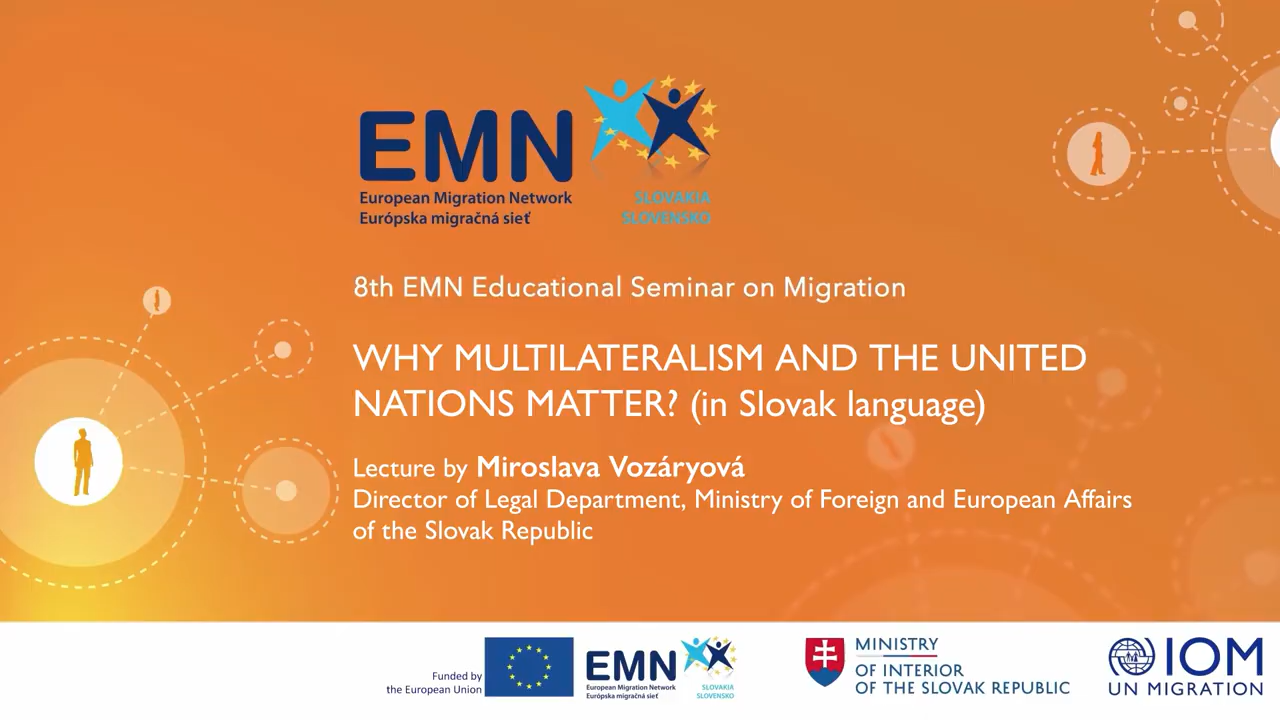 EMN
European Migration Network
Európska migračná sieť
SLOVAKIA
SLOVENSKO
8th EMN Educational Seminar on Migration
WHY MULTILATERALISM AND THE UNITED
NATIONS MATTER? (in Slovak language)
Lecture by Miroslava Vozáryová
Director of Legal Department, Ministry of Foreign and European Affairs
of the Slovak Republic
Funded by
the European Union
EMN
European Migration Network
Európska migračná sieť
SLOVAKIA
SLOVENSKO
MINISTRY
OF INTERIOR
OF THE SLOVAK REPUBLIC
IOM
UN MIGRATION